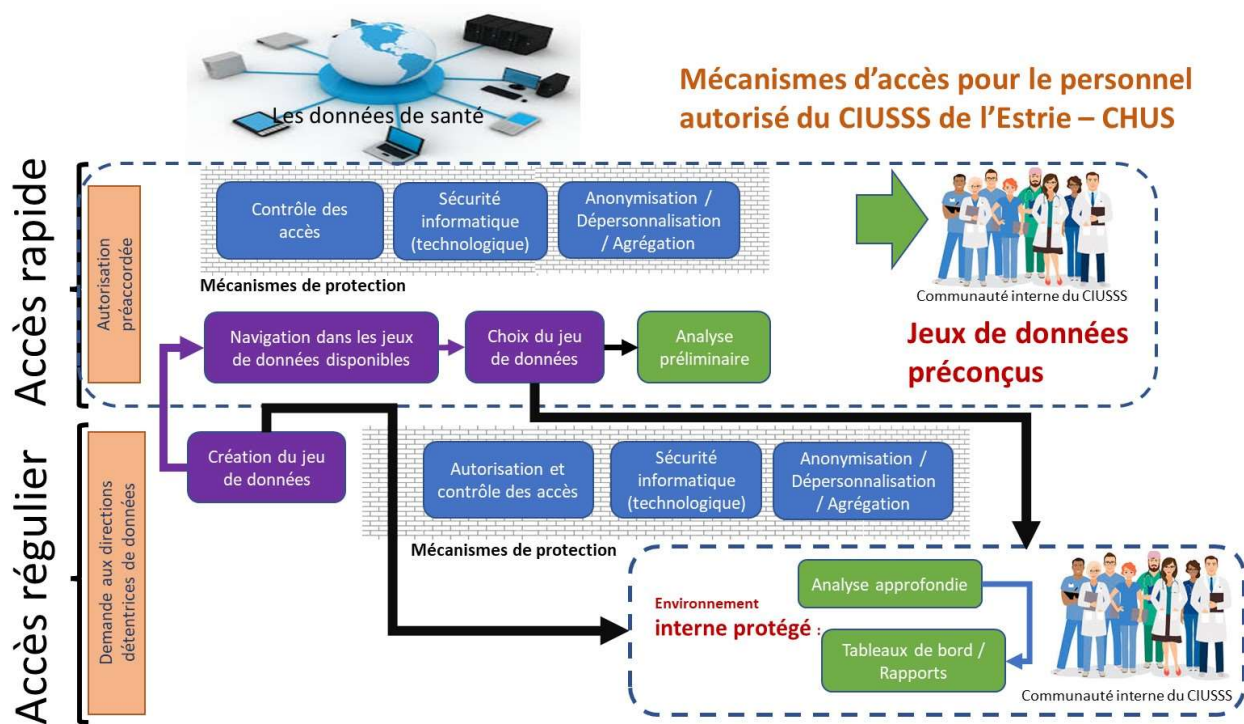 Les données de santé
Mécanismes d’accès pour le personnel
autorisé du CIUSSS de l’Estrie – CHUS
Accès rapide
Autorisation
préaccordée
Contrôle des
accès
Sécurité
informatique
(technologique)
Anonymisation /
Dépersonnalisation
/ Agrégation
Mécanismes de protection
Communauté interne du CIUSSS
Navigation dans les jeux
de données disponibles
Choix du jeu
de données
Analyse
préliminaire
Jeux de données
préconçus
Accès régulier
Demande aux directions
détentrices de données
Création du jeu
de données
Autorisation et
contrôle des accès
Sécurité
informatique
(technologique)
Anonymisation /
Dépersonnalisation
/ Agrégation
Mécanismes de protection
Environnement
interne protégé :
Analyse approfondie
Tableaux de bord /
Rapports
Communauté interne du CIUSSS